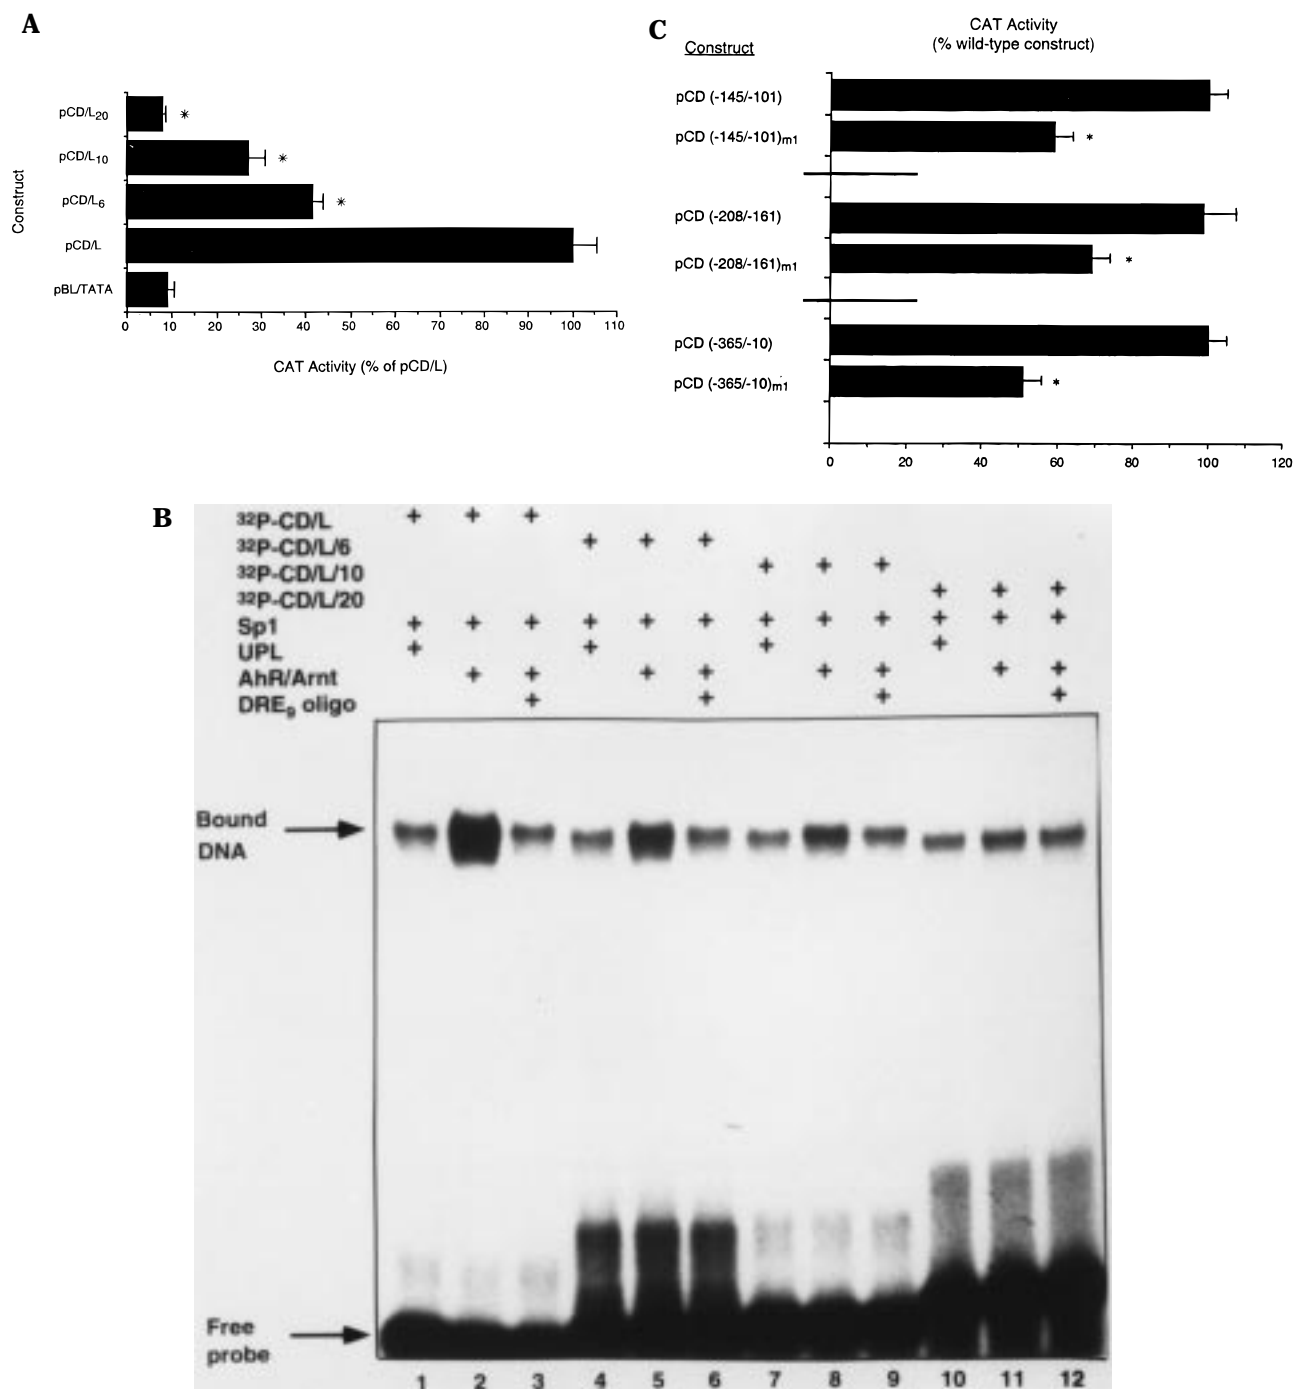 A
pCD/L20 *
pCD/L10 *
pCD/L6 *
pCD/L
pBL/TATA
Construct
0 10 20 30 40 50 60 70 80 90 100 110
CAT Activity (% of pCD/L)
C
Construct
CAT Activity
(% wild-type construct)
pCD (-145/-101)
pCD (-145/-101)m1 *
pCD (-208/-161)
pCD (-208/-161)m1 *
pCD (-365/-10)
pCD (-365/-10)m1 *
0 20 40 60 80 100 120
B
32P-CD/L + + +
32P-CD/L/6 + + +
32P-CD/L/10 + + +
32P-CD/L/20 + + +
Sp1 + + + + + + + + + + + +
UPL + + + +
AhR/Arnt + + + + + + + +
DRE9 oligo + + + +
Bound
DNA
Free
probe
1 2 3 4 5 6 7 8 9 10 11 12